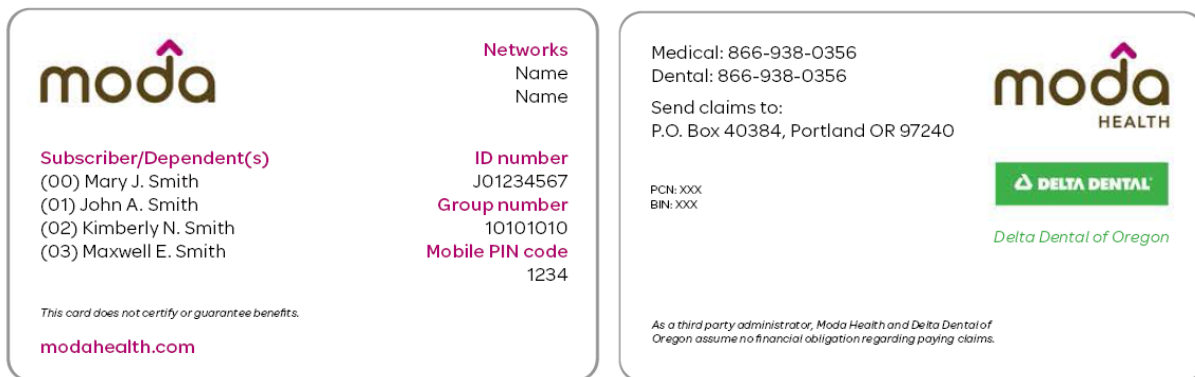 moda
Networks
Name
Name
Subscriber/Dependent(s)
(00) Mary J. Smith
(01) John A. Smith
(02) Kimberly N. Smith
(03) Maxwell E. Smith
ID number
J01234567
Group number
10101010
Mobile PIN code
1234
This card does not certify or guarantee benefits.
modahealth.com
Medical: 866-938-0356
Dental: 866-938-0356
Send claims to:
P.O. Box 40384, Portland OR 97240
PCN: XXX
BIN: XXX
moda
HEALTH
DELTA DENTAL
Delta Dental of Oregon
As a third party administrator, Moda Health and Delta Dental of
Oregon assume no financial obligation regarding paying claims.